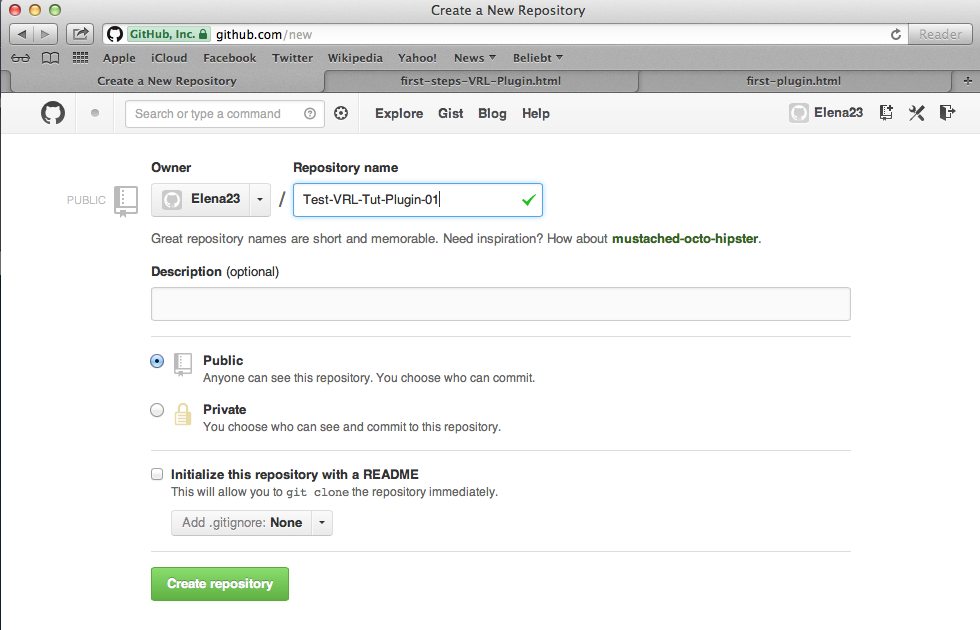 Create a New Repository
GitHub, Inc. github.com/new Reader
Apple iCloud Facebook Twitter Wikipedia Yahoo! News Beliebt
Create a New Repository first-steps-VRL-Plugin.html first-plugin.html +
Search or type a command Explore Gist Blog Help Elena23
Owner Repository name
PUBLIC Elena23 / Test-VRL-Tut-Plugin-01
Great repository names are short and memorable. Need inspiration? How about mustached-octo-hipster.
Description (optional)
Public
Anyone can see this repository. You choose who can commit.
Private
You choose who can see and commit to this repository.
Initialize this repository with a README
This will allow you to git clone the repository immediately.
Add .gitignore: None
Create repository